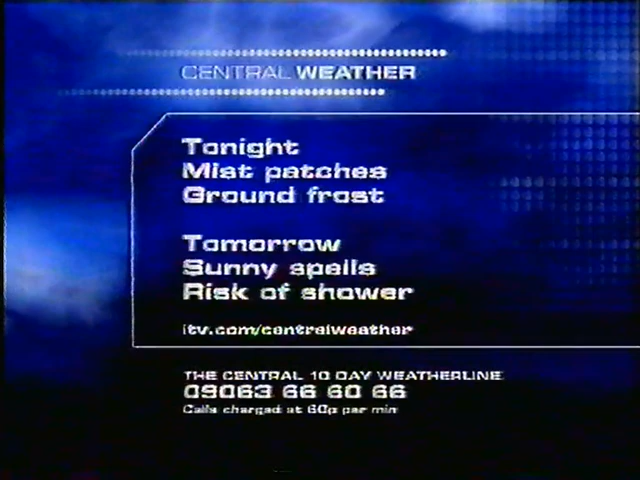 CENTRAL WEATHER
Tonight
Mist patches
Ground frost
Tomorrow
Sunny spells
Risk of shower
itv.com/centralweather
THE CENTRAL 10 DAY WEATHERLINE
09063 66 60 66
Calls charged at 60p per min